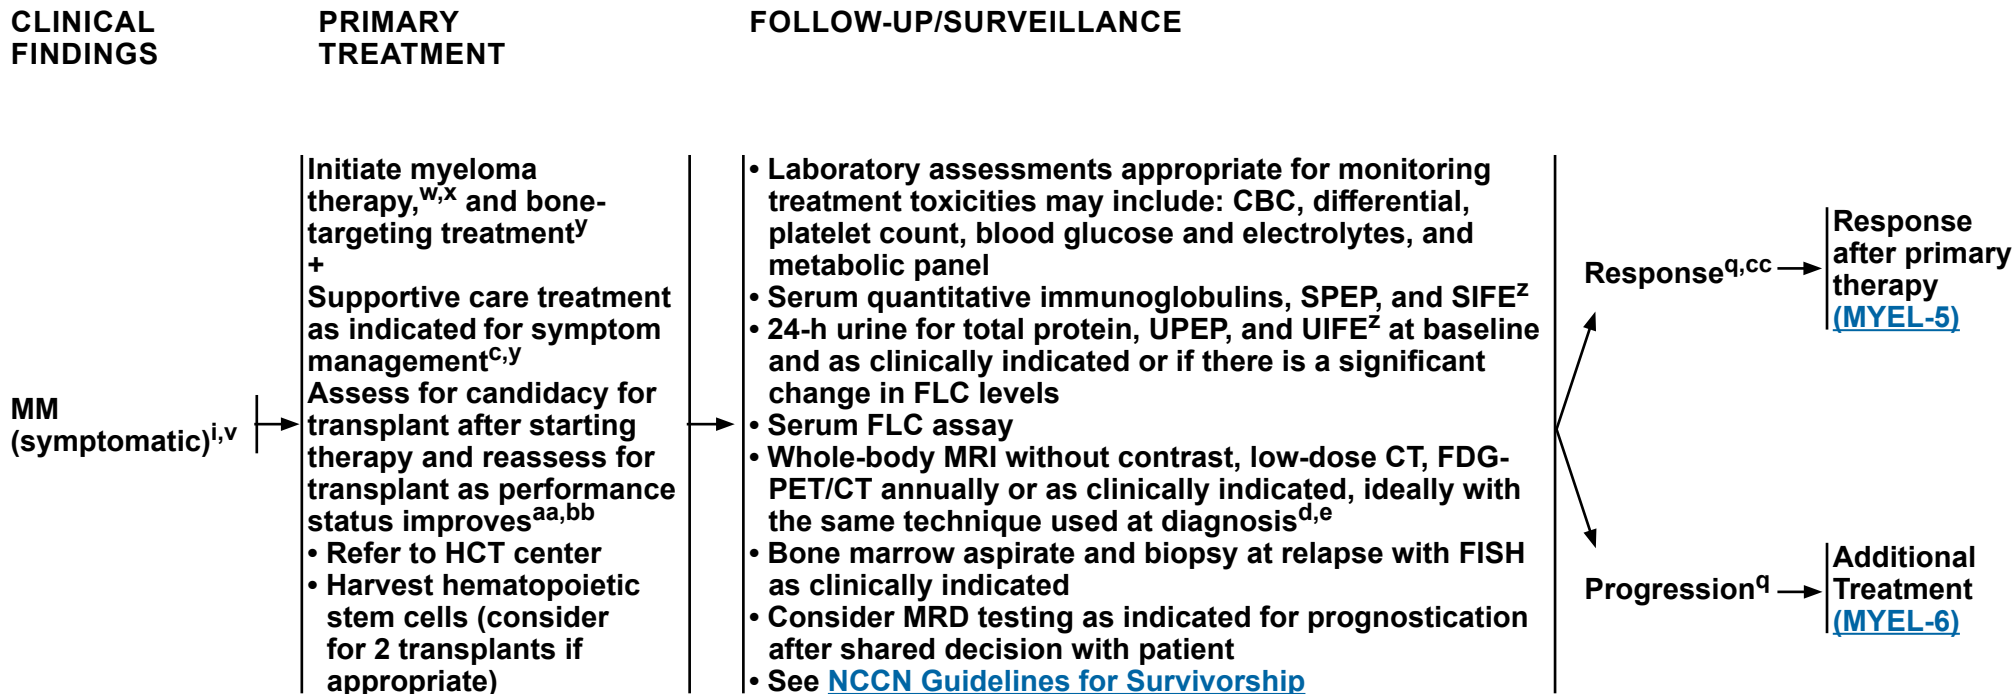 CLINICAL
FINDINGS
PRIMARY
TREATMENT
FOLLOW-UP/SURVEILLANCE
MM
(symptomatic)i,v
Initiate myeloma
therapy,w,x and bone-
targeting treatmenty
+
Supportive care treatment
as indicated for symptom
managementc,y
Assess for candidacy for
transplant after starting
therapy and reassess for
transplant as performance
status improvesaa,bb
• Refer to HCT center
• Harvest hematopoietic
stem cells (consider
for 2 transplants if
appropriate)
• Laboratory assessments appropriate for monitoring
treatment toxicities may include: CBC, differential,
platelet count, blood glucose and electrolytes, and
metabolic panel
• Serum quantitative immunoglobulins, SPEP, and SIFEz
• 24-h urine for total protein, UPEP, and UIFEz at baseline
and as clinically indicated or if there is a significant
change in FLC levels
• Serum FLC assay
• Whole-body MRI without contrast, low-dose CT, FDG-
PET/CT annually or as clinically indicated, ideally with
the same technique used at diagnosisd,e
• Bone marrow aspirate and biopsy at relapse with FISH
as clinically indicated
• Consider MRD testing as indicated for prognostication
after shared decision with patient
• See NCCN Guidelines for Survivorship
Responseq,cc
Response
after primary
therapy
(MYEL-5)
Progressionq
Additional
Treatment
(MYEL-6)